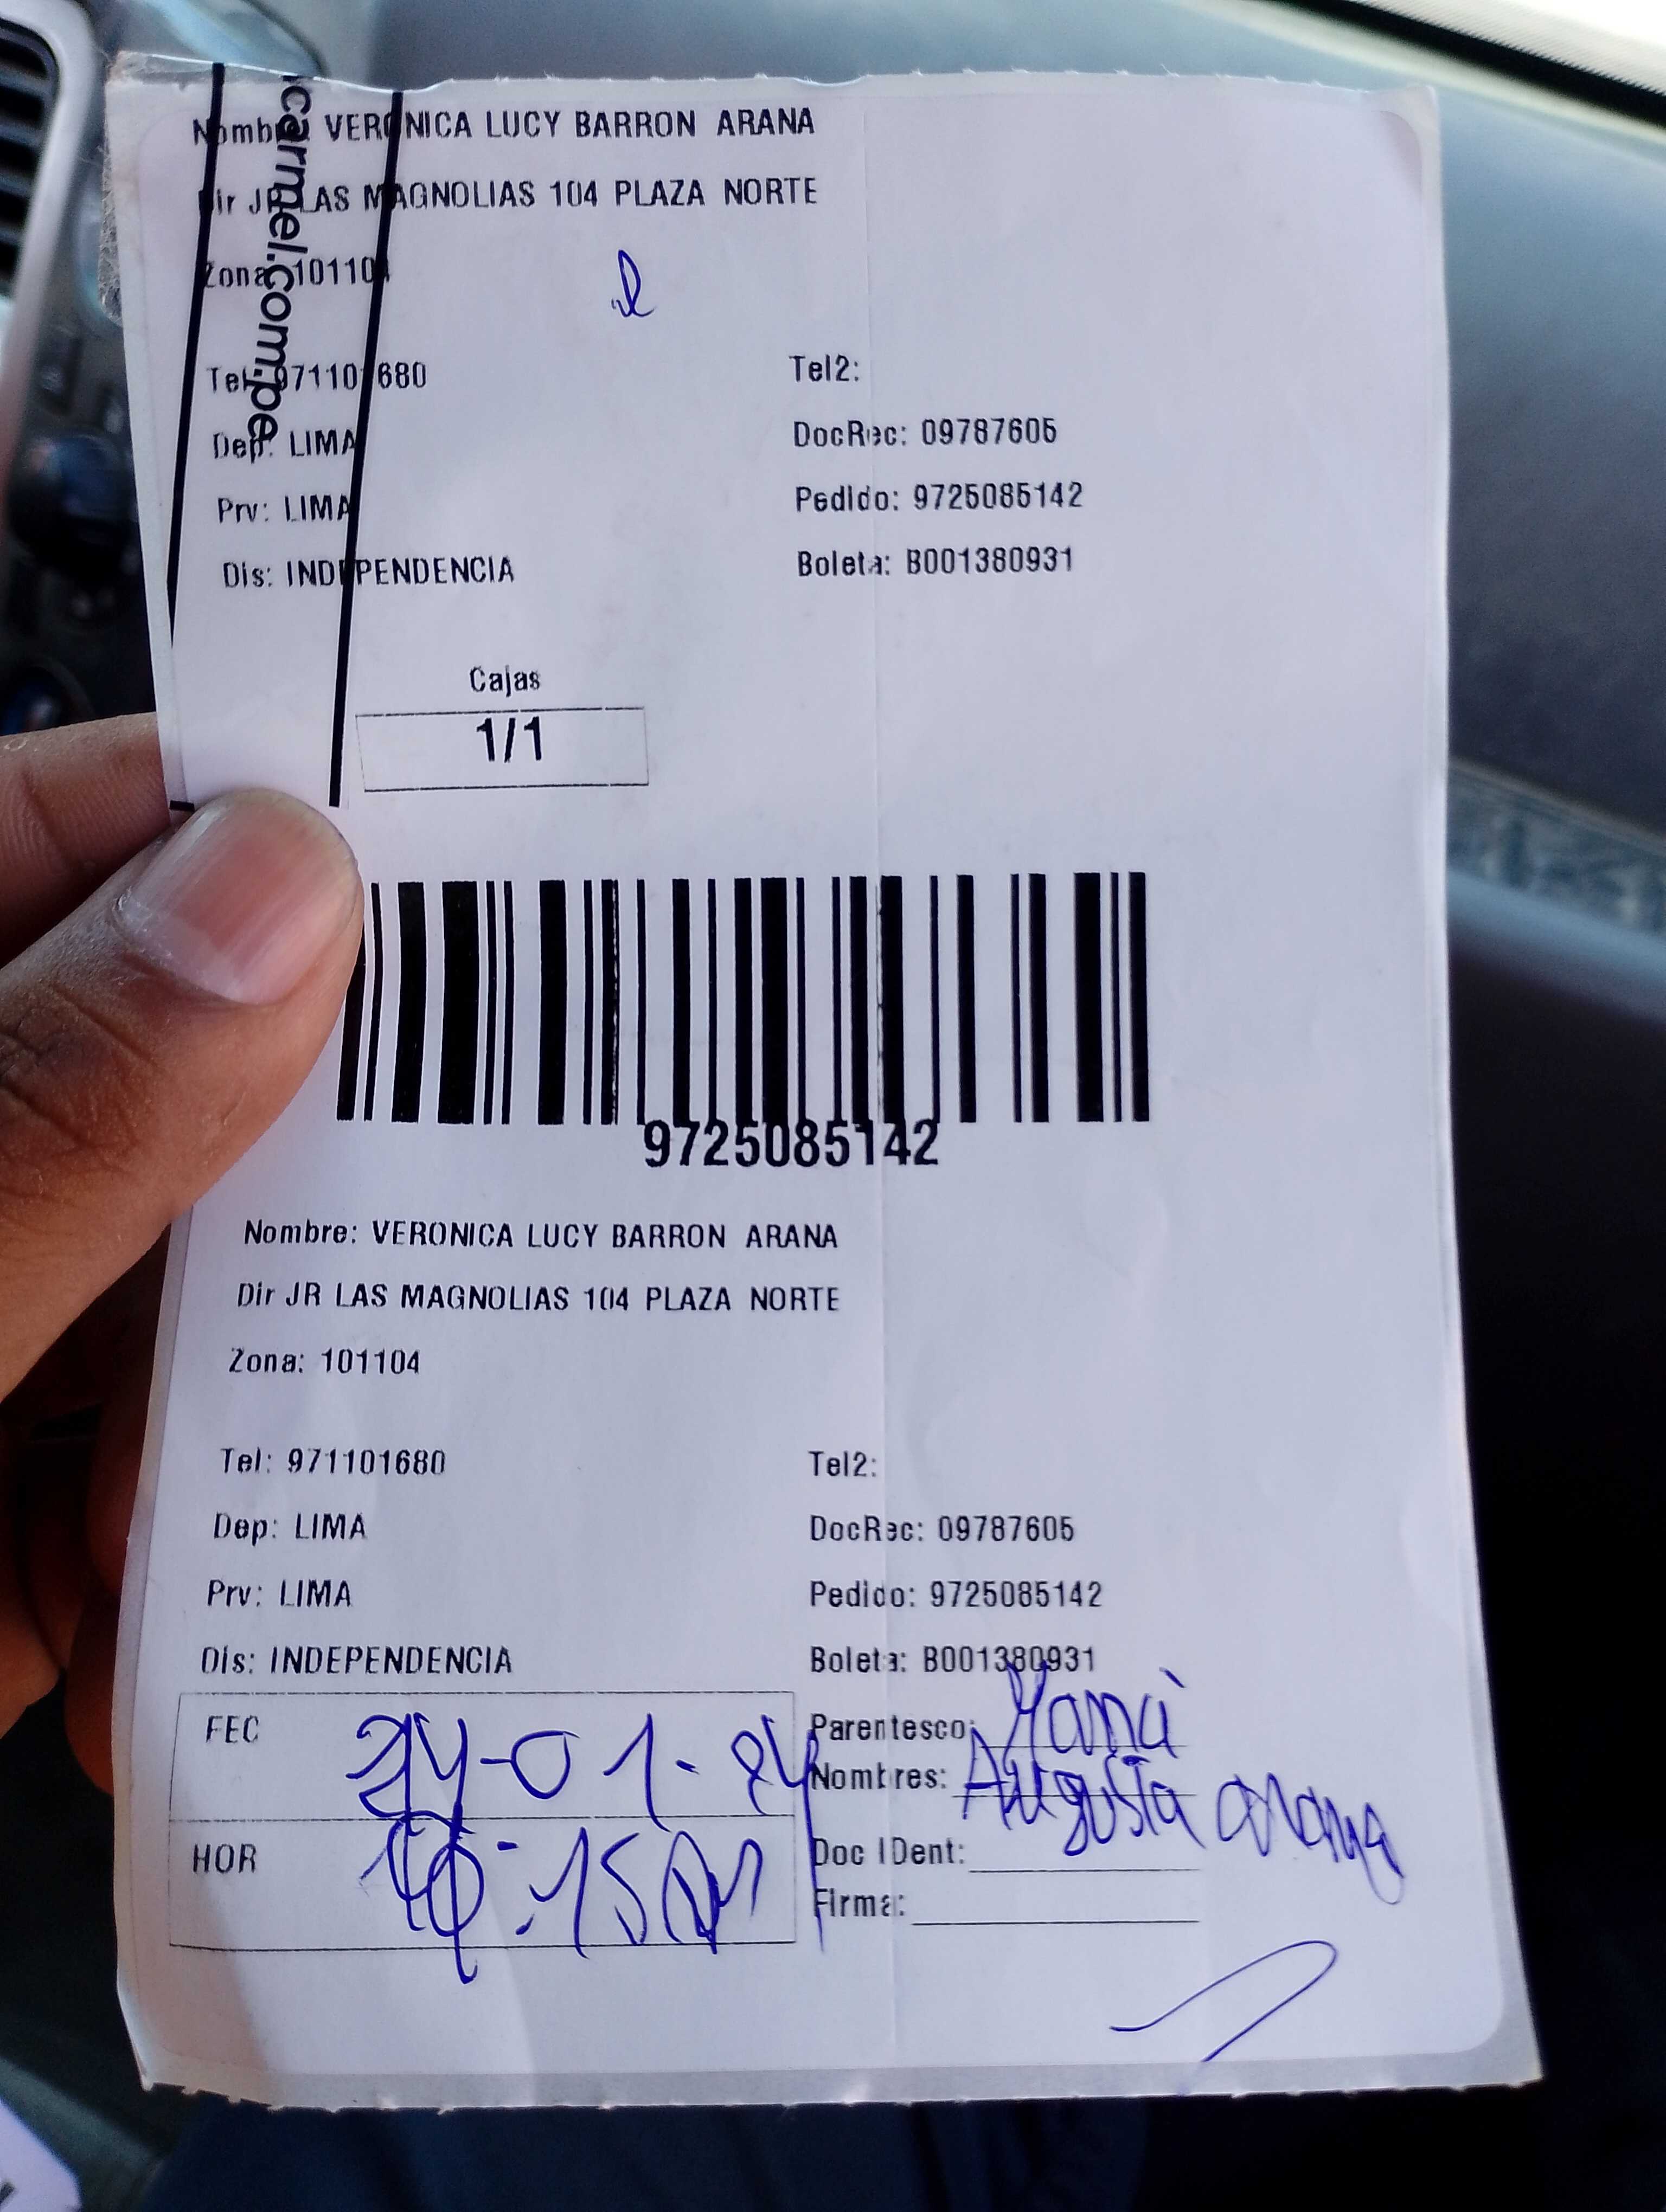 carmel.com.pe
Nombre: VERONICA LUCY BARRON ARANA
Dir JR LAS MAGNOLIAS 104 PLAZA NORTE
Zona: 101104
Tel: 971101680 Tel2:
Dep: LIMA DocRec: 09787605
Prv: LIMA Pedido: 9725085142
Dis: INDEPENDENCIA Boleta: B001380931
Cajas
1/1
9725085142
Nombre: VERONICA LUCY BARRON ARANA
Dir JR LAS MAGNOLIAS 104 PLAZA NORTE
Zona: 101104
Tel: 971101680 Tel2:
Dep: LIMA DocRec: 09787605
Prv: LIMA Pedido: 9725085142
Dis: INDEPENDENCIA Boleta: B001380931
FEC 24-01-24 Parentesco:
Nombres: Augusta arana
HOR Doc IDent:
Firma: